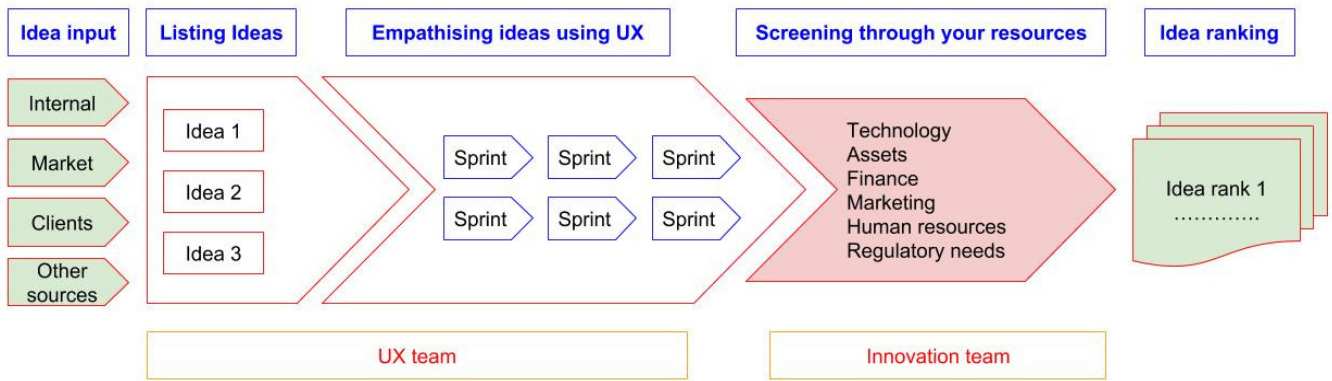 Idea input
Listing Ideas
Empathising ideas using UX
Screening through your resources
Idea ranking
Internal
Market
Clients
Other
sources
Idea 1
Idea 2
Idea 3
Sprint
Sprint
Sprint
Sprint
Sprint
Sprint
Technology
Assets
Finance
Marketing
Human resources
Regulatory needs
Idea rank 1
.............
UX team
Innovation team